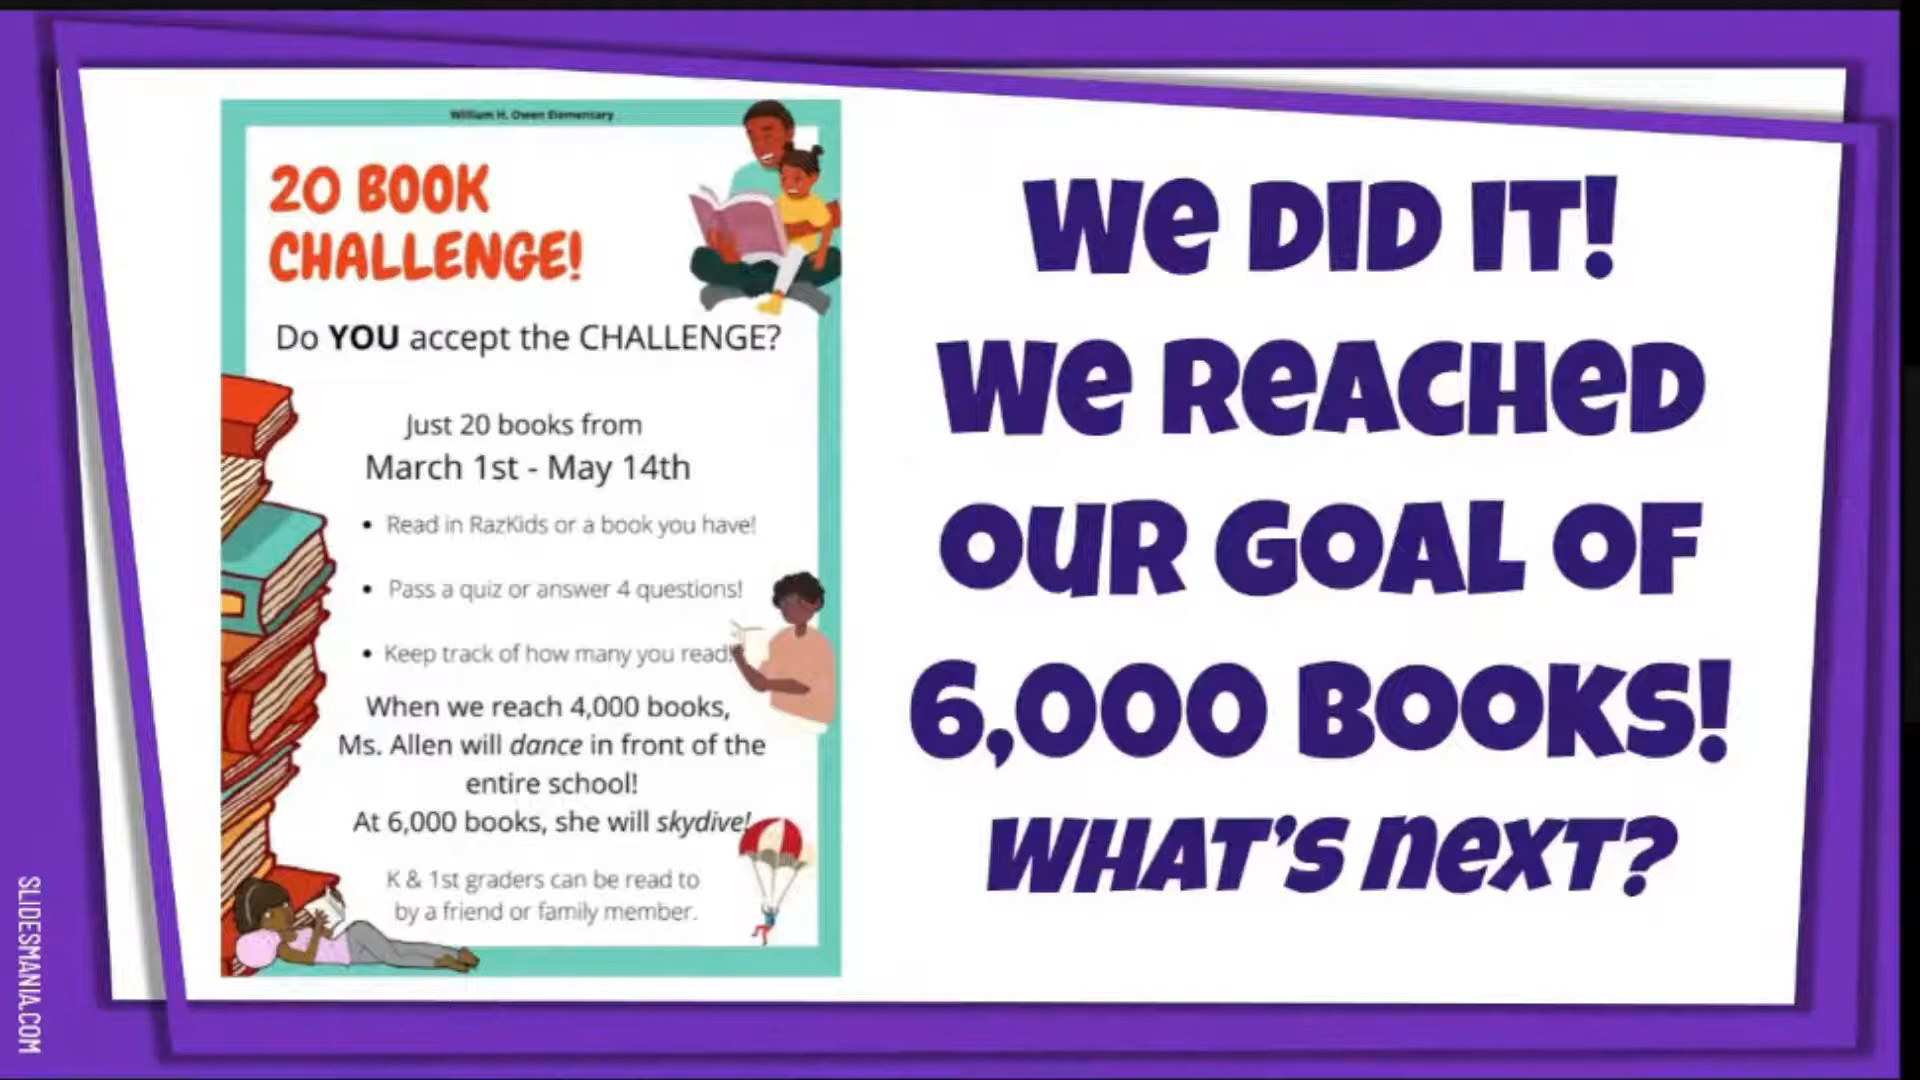 William H. Owen Elementary
20 BOOK
CHALLENGE!
Do YOU accept the CHALLENGE?
Just 20 books from
March 1st - May 14th
• Read in RazKids or a book you have!
• Pass a quiz or answer 4 questions!
• Keep track of how many you read!
When we reach 4,000 books,
Ms. Allen will dance in front of the
entire school!
At 6,000 books, she will skydive!
K & 1st graders can be read to
by a friend or family member.
We DID IT!
We ReACHeD
OUR GOAL OF
6,000 BOOKS!
WHAT'S neXT?
SLIDESMANIA.COM